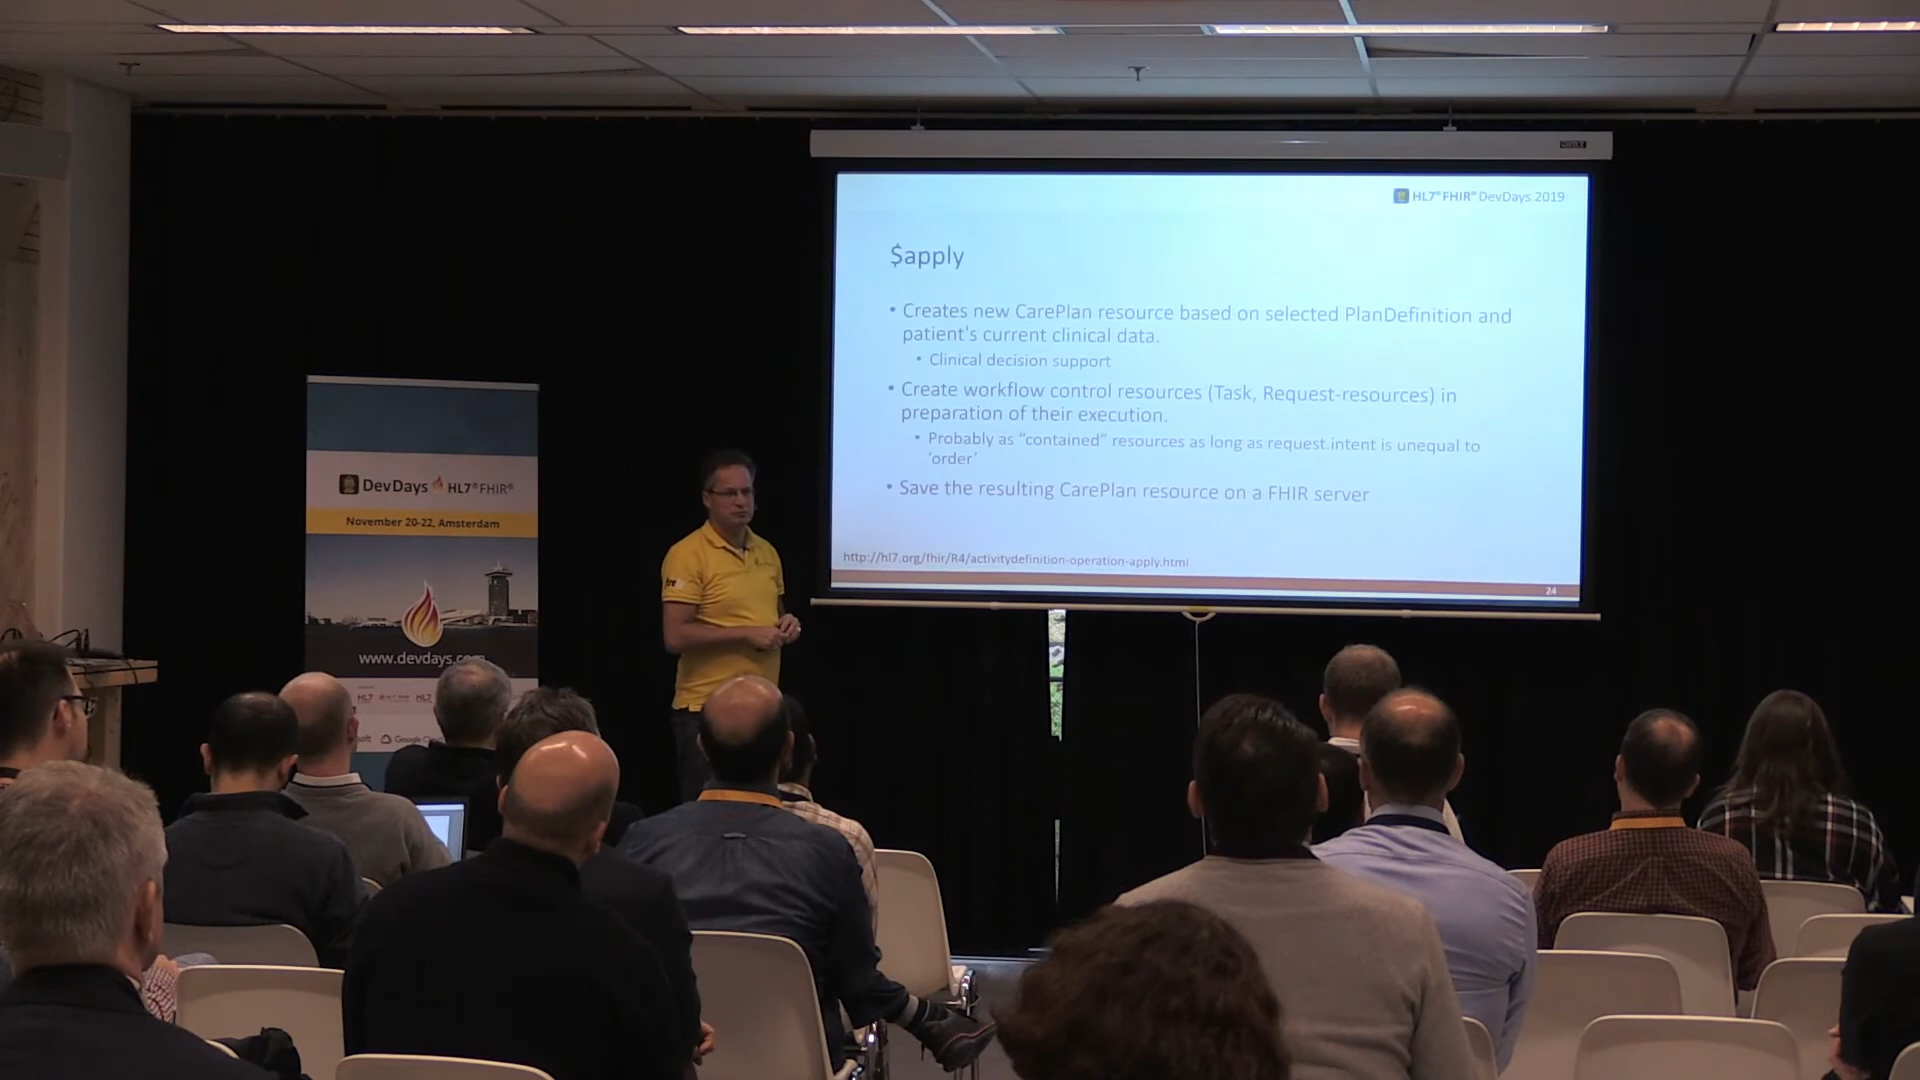 HL7® FHIR® DevDays 2019
$apply
• Creates new CarePlan resource based on selected PlanDefinition and
patient's current clinical data.
• Clinical decision support
• Create workflow control resources (Task, Request-resources) in
preparation of their execution.
• Probably as “contained” resources as long as request.intent is unequal to
‘order’
• Save the resulting CarePlan resource on a FHIR server
http://hl7.org/fhir/R4/activitydefinition-operation-apply.html
24
DevDays HL7® FHIR®
November 20-22, Amsterdam
www.devdays.com
HL7 HL7